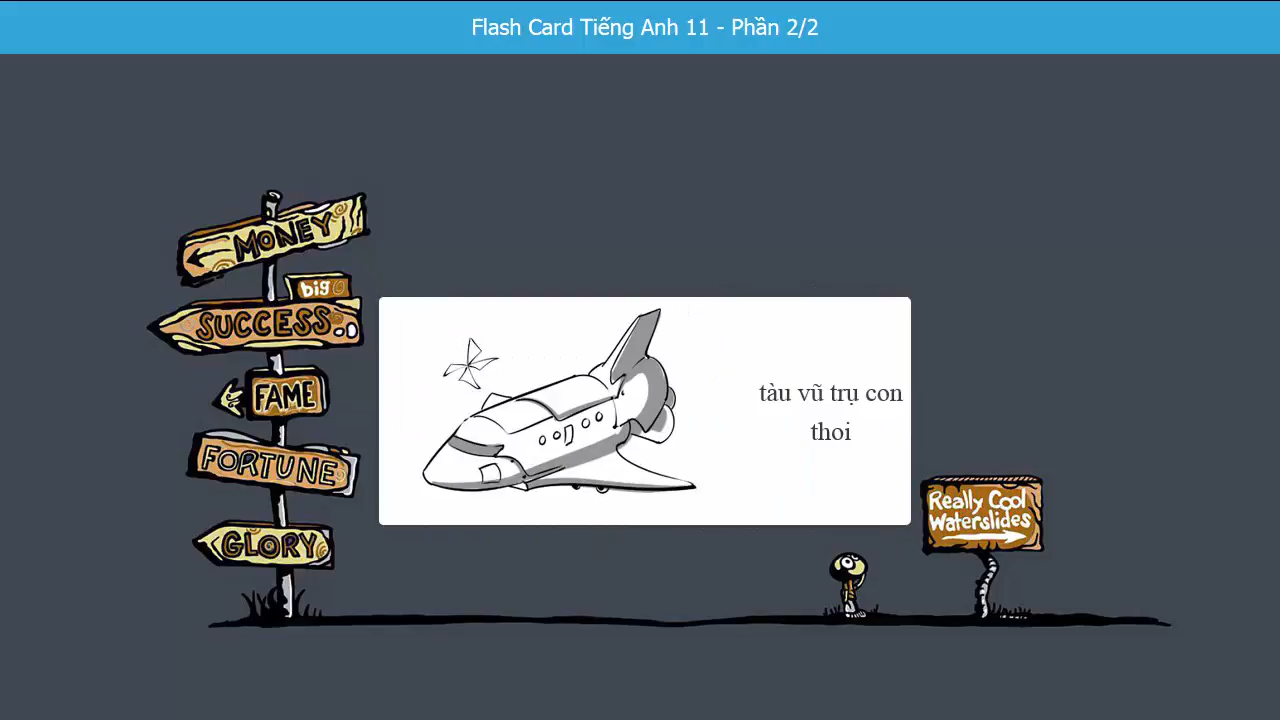 Flash Card Tiếng Anh 11 - Phần 2/2
MONEY
big
SUCCESS
FAME
FORTUNE
GLORY
tàu vũ trụ con
thoi
Really Cool
Waterslides